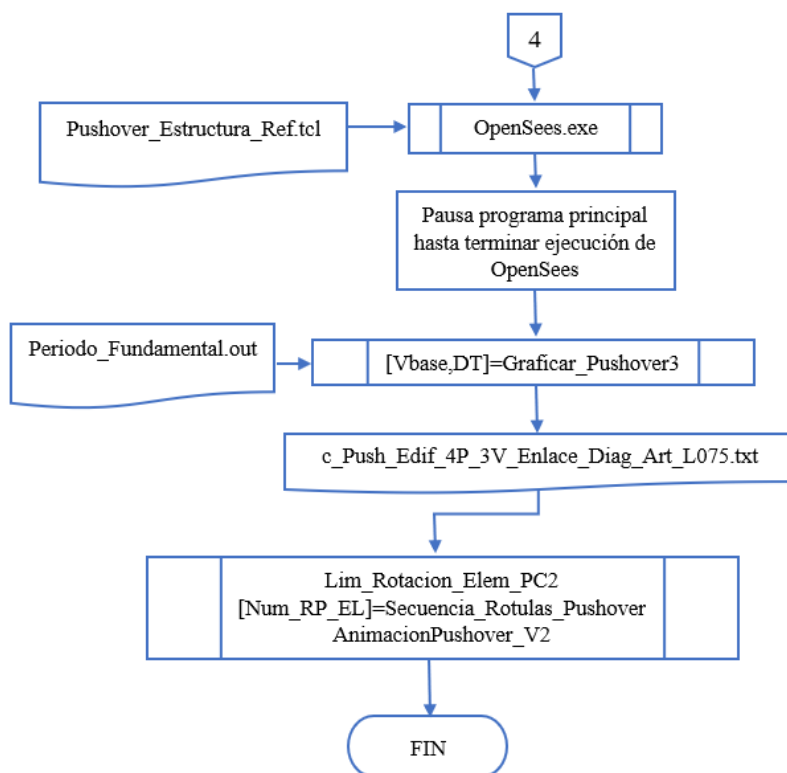 4
Pushover_Estructura_Ref.tcl
OpenSees.exe
Pausa programa principal
hasta terminar ejecución de
OpenSees
Periodo_Fundamental.out
[Vbase,DT]=Graficar_Pushover3
c_Push_Edif_4P_3V_Enlace_Diag_Art_L075.txt
Lim_Rotacion_Elem_PC2
[Num_RP_EL]=Secuencia_Rotulas_Pushover
AnimacionPushover_V2
FIN